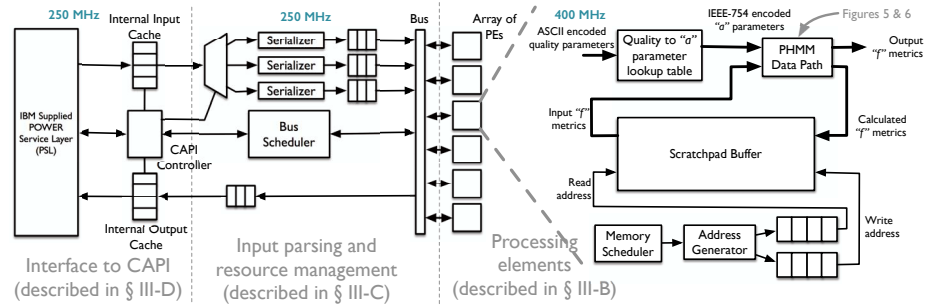 250 MHz
Internal Input
Cache
250 MHz
Bus
Array of
PEs
400 MHz
ASCII encoded
quality parameters
IEEE-754 encoded
"a" parameters
Figures 5 & 6
Serializer
Serializer
Serializer
Quality to "a"
parameter
lookup table
PHMM
Data Path
Output
"f" metrics
IBM Supplied
POWER
Service Layer
(PSL)
CAPI
Controller
Bus
Scheduler
Input "f"
metrics
Calculated
"f" metrics
Scratchpad Buffer
Read
address
Write
address
Internal Output
Cache
Memory
Scheduler
Address
Generator
Interface to CAPI
(described in § III-D)
Input parsing and
resource management
(described in § III-C)
Processing
elements
(described in § III-B)